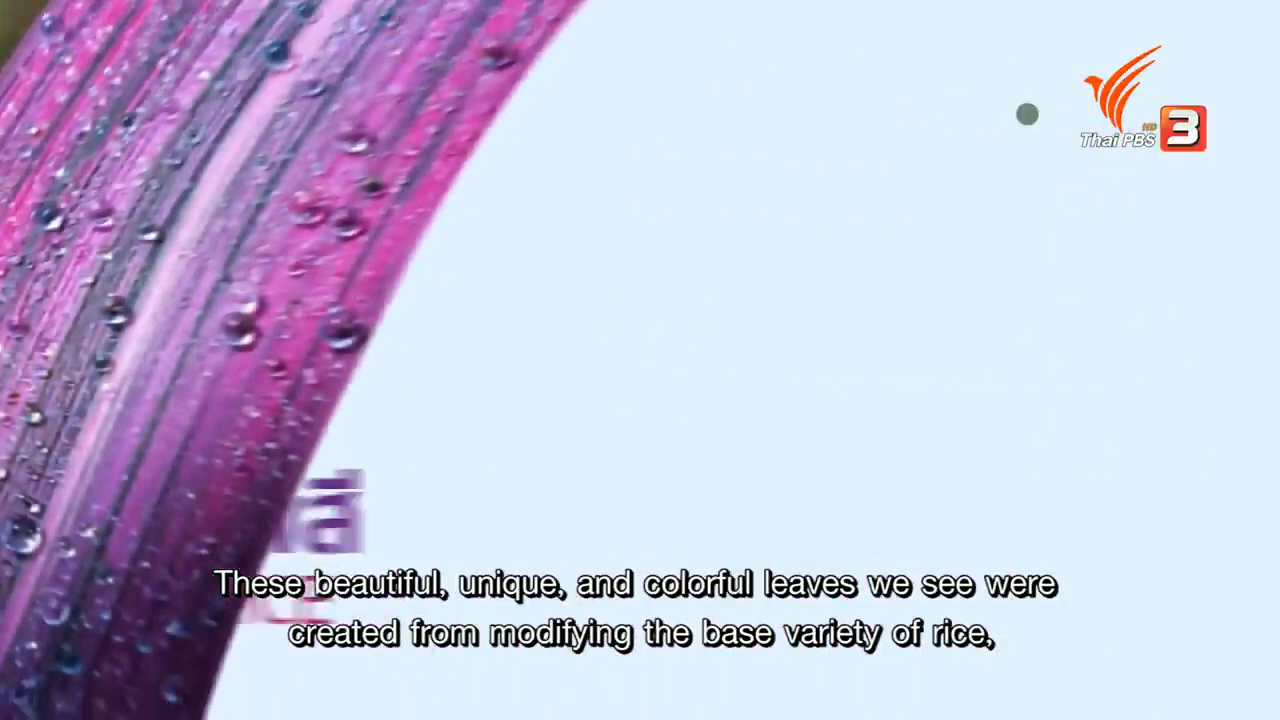 Thai PBS HD 3
These beautiful, unique, and colorful leaves we see were
created from modifying the base variety of rice,